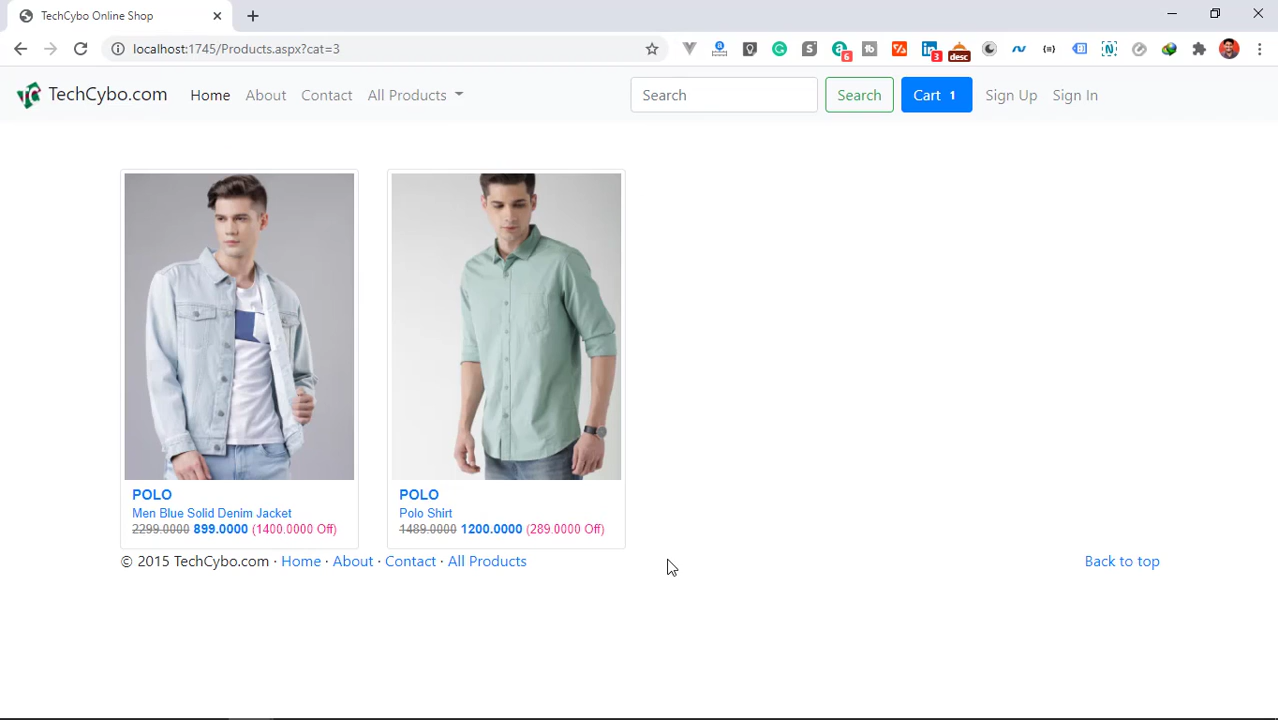 TechCybo Online Shop
localhost:1745/Products.aspx?cat=3
6
3
desc
TechCybo.com Home About Contact All Products Search Search Cart 1 Sign Up Sign In
POLO
Men Blue Solid Denim Jacket
2299.0000 899.0000 (1400.0000 Off)
POLO
Polo Shirt
1489.0000 1200.0000 (289.0000 Off)
© 2015 TechCybo.com · Home · About · Contact · All Products
Back to top